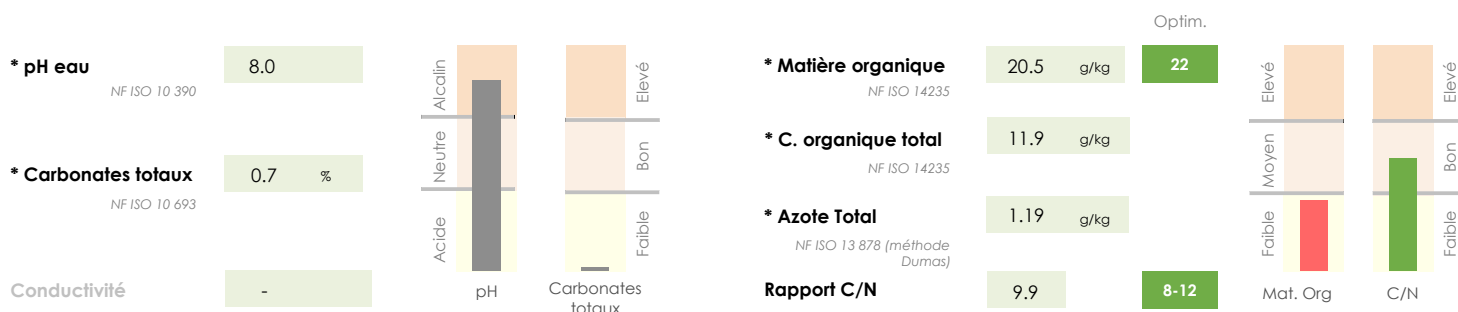 Optim.
* pH eau 8.0
NF ISO 10 390
* Carbonates totaux 0.7 %
NF ISO 10 693
Conductivité -
Alcalin
Neutre
Acide
Elevé
Bon
Faible
pH
Carbonates
totaux
* Matière organique 20.5 g/kg 22
NF ISO 14235
* C. organique total 11.9 g/kg
NF ISO 14235
* Azote Total 1.19 g/kg
NF ISO 13 878 (méthode
Dumas)
Rapport C/N 9.9 8-12
Elevé
Moyen
Faible
Elevé
Bon
Faible
Mat. Org
C/N